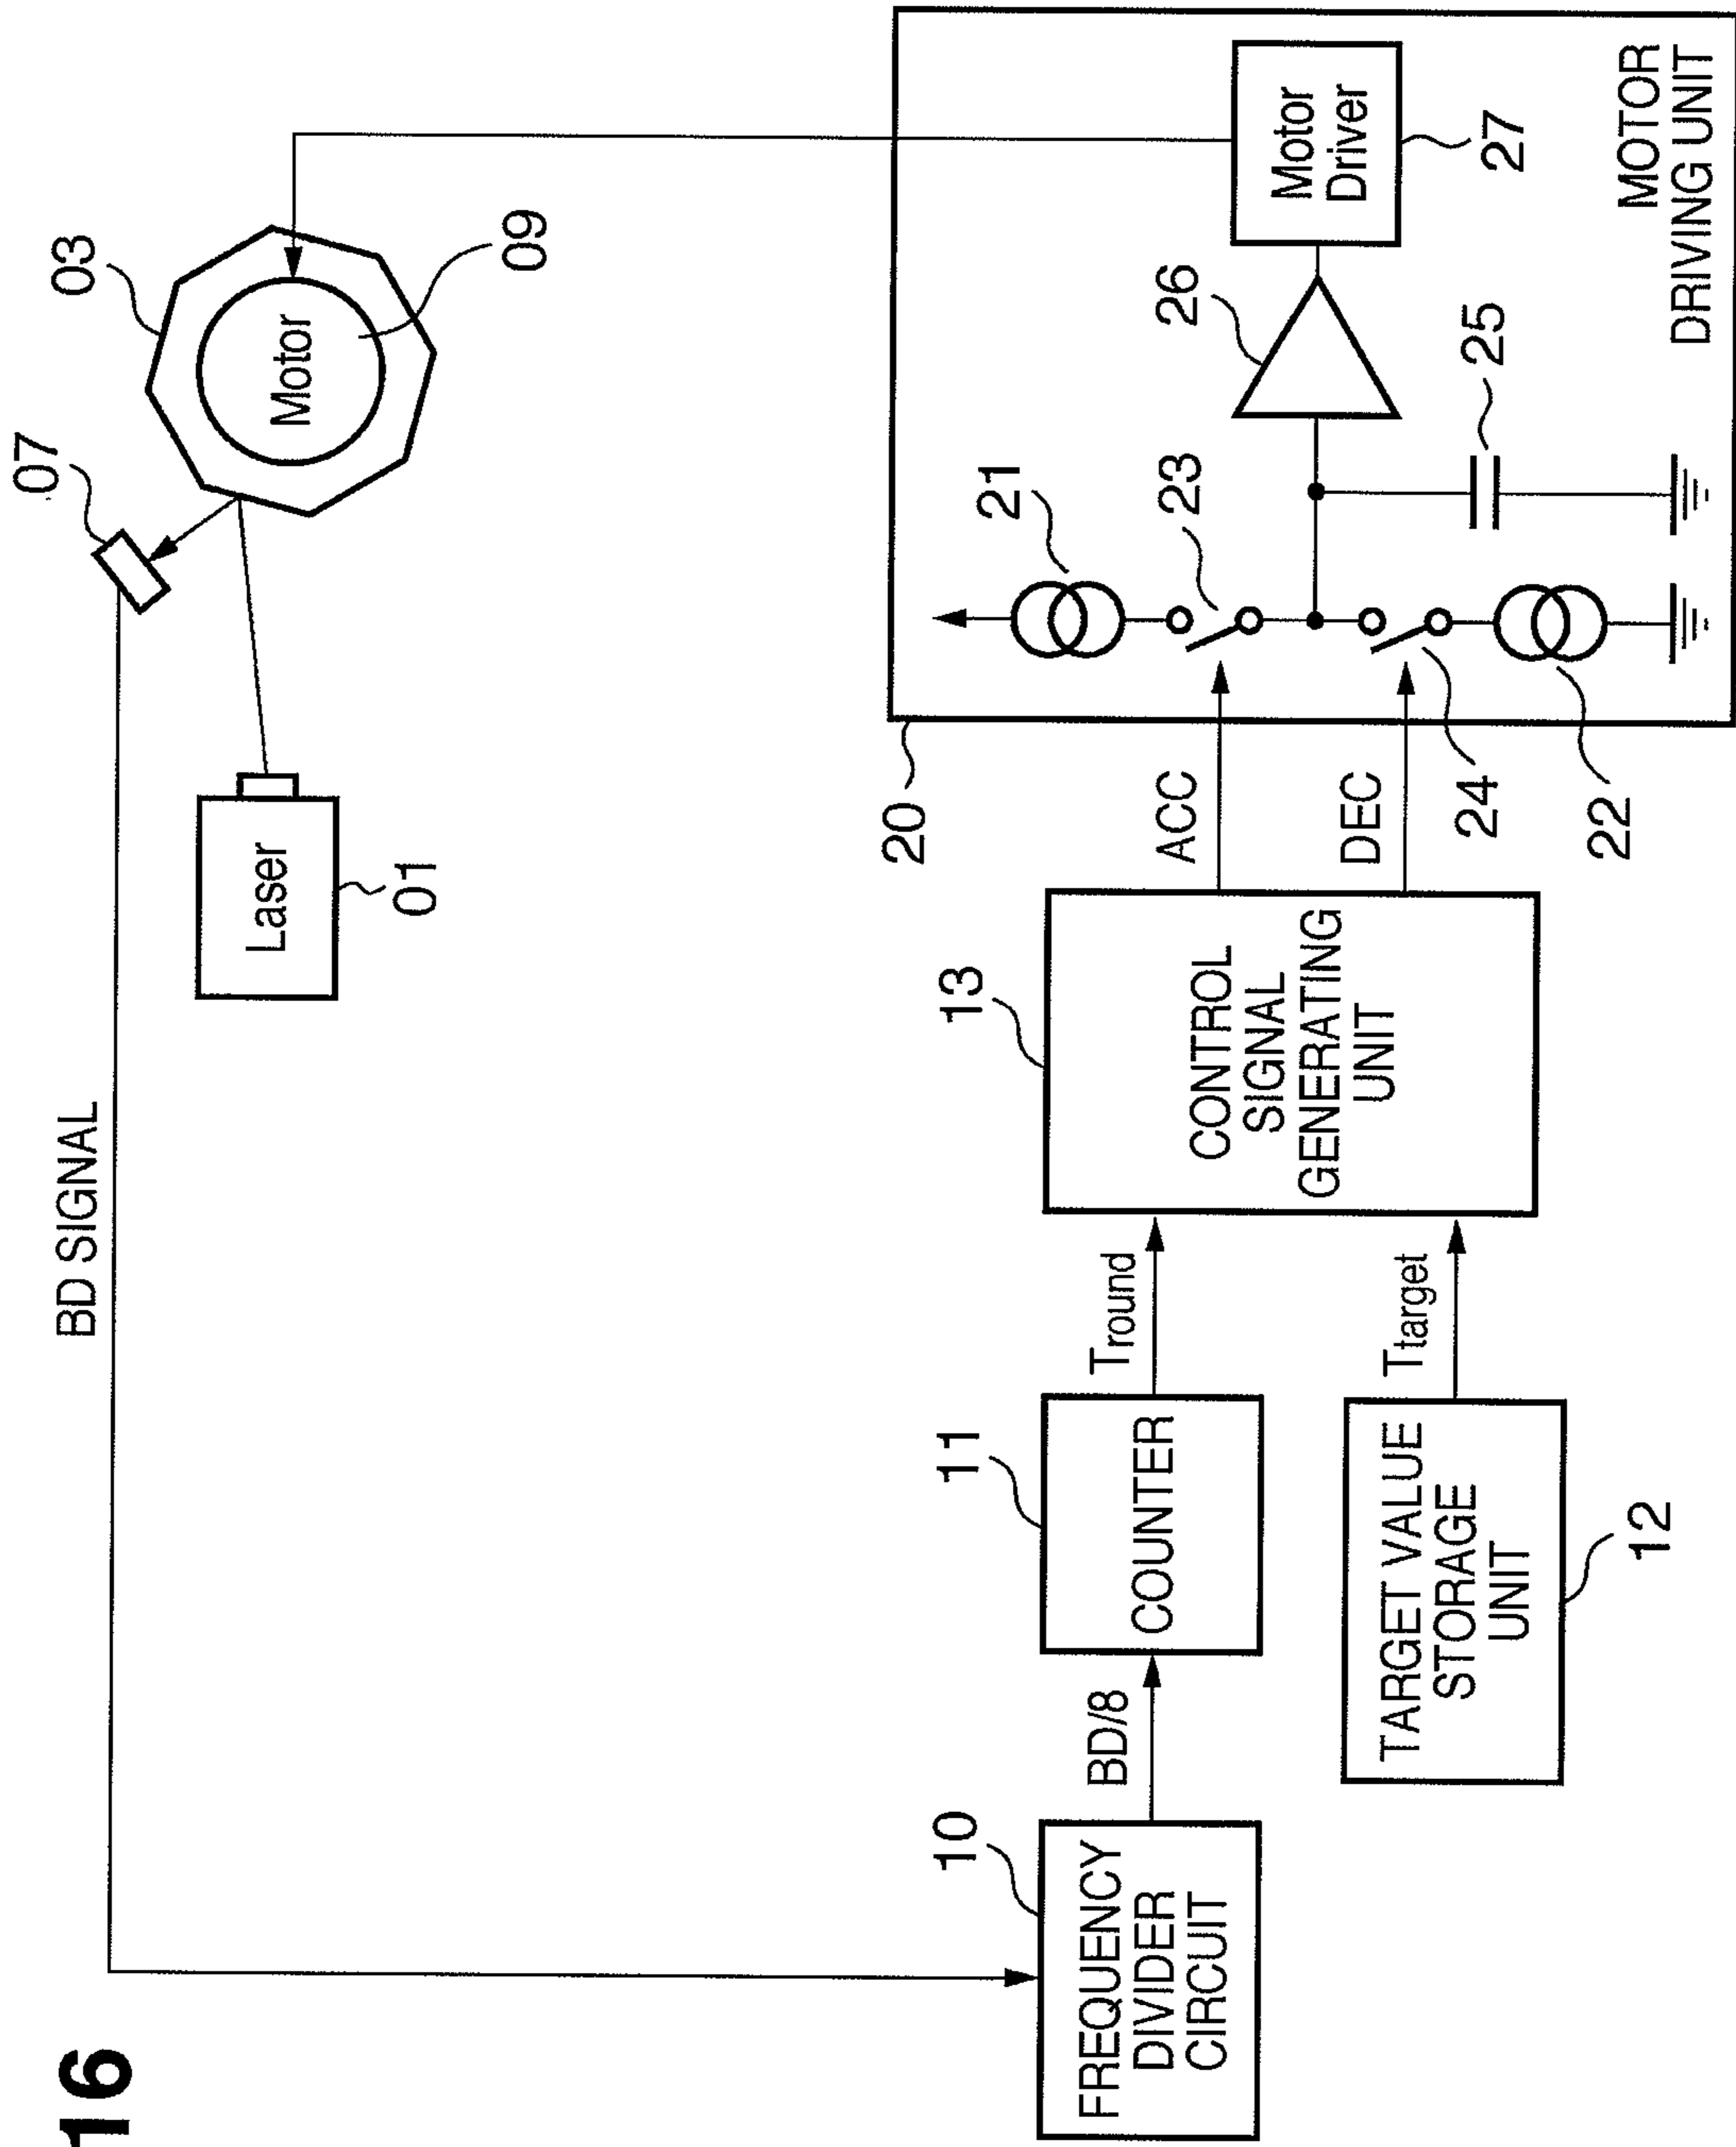 16
BD SIGNAL
07
03
Laser
01
Motor
09
10
FREQUENCY
DIVIDER
CIRCUIT
BD/8
11
COUNTER
Tround
12
TARGET VALUE
STORAGE
UNIT
Ttarget
13
CONTROL
SIGNAL
GENERATING
UNIT
ACC
DEC
20
21
23
24
22
25
26
Motor
Driver
27
MOTOR
DRIVING UNIT